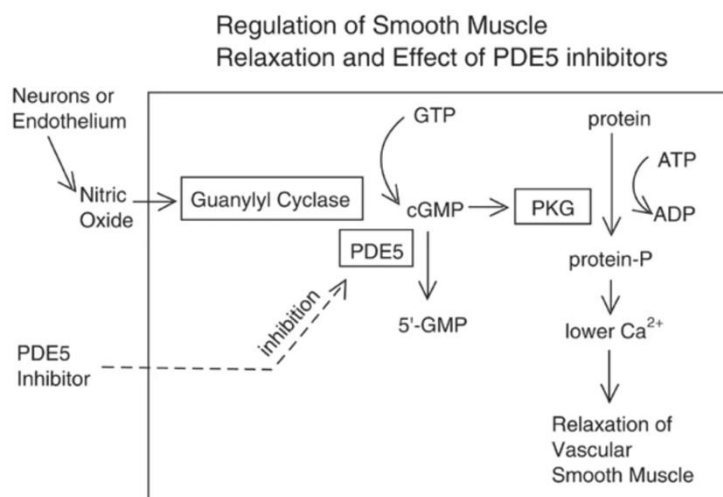 Regulation of Smooth Muscle
Relaxation and Effect of PDE5 inhibitors
Neurons or
Endothelium
Nitric
Oxide
Guanylyl Cyclase
GTP
cGMP
PDE5
5'-GMP
PKG
protein
ATP
ADP
protein-P
lower Ca²⁺
Relaxation of
Vascular
Smooth Muscle
inhibition
PDE5
Inhibitor